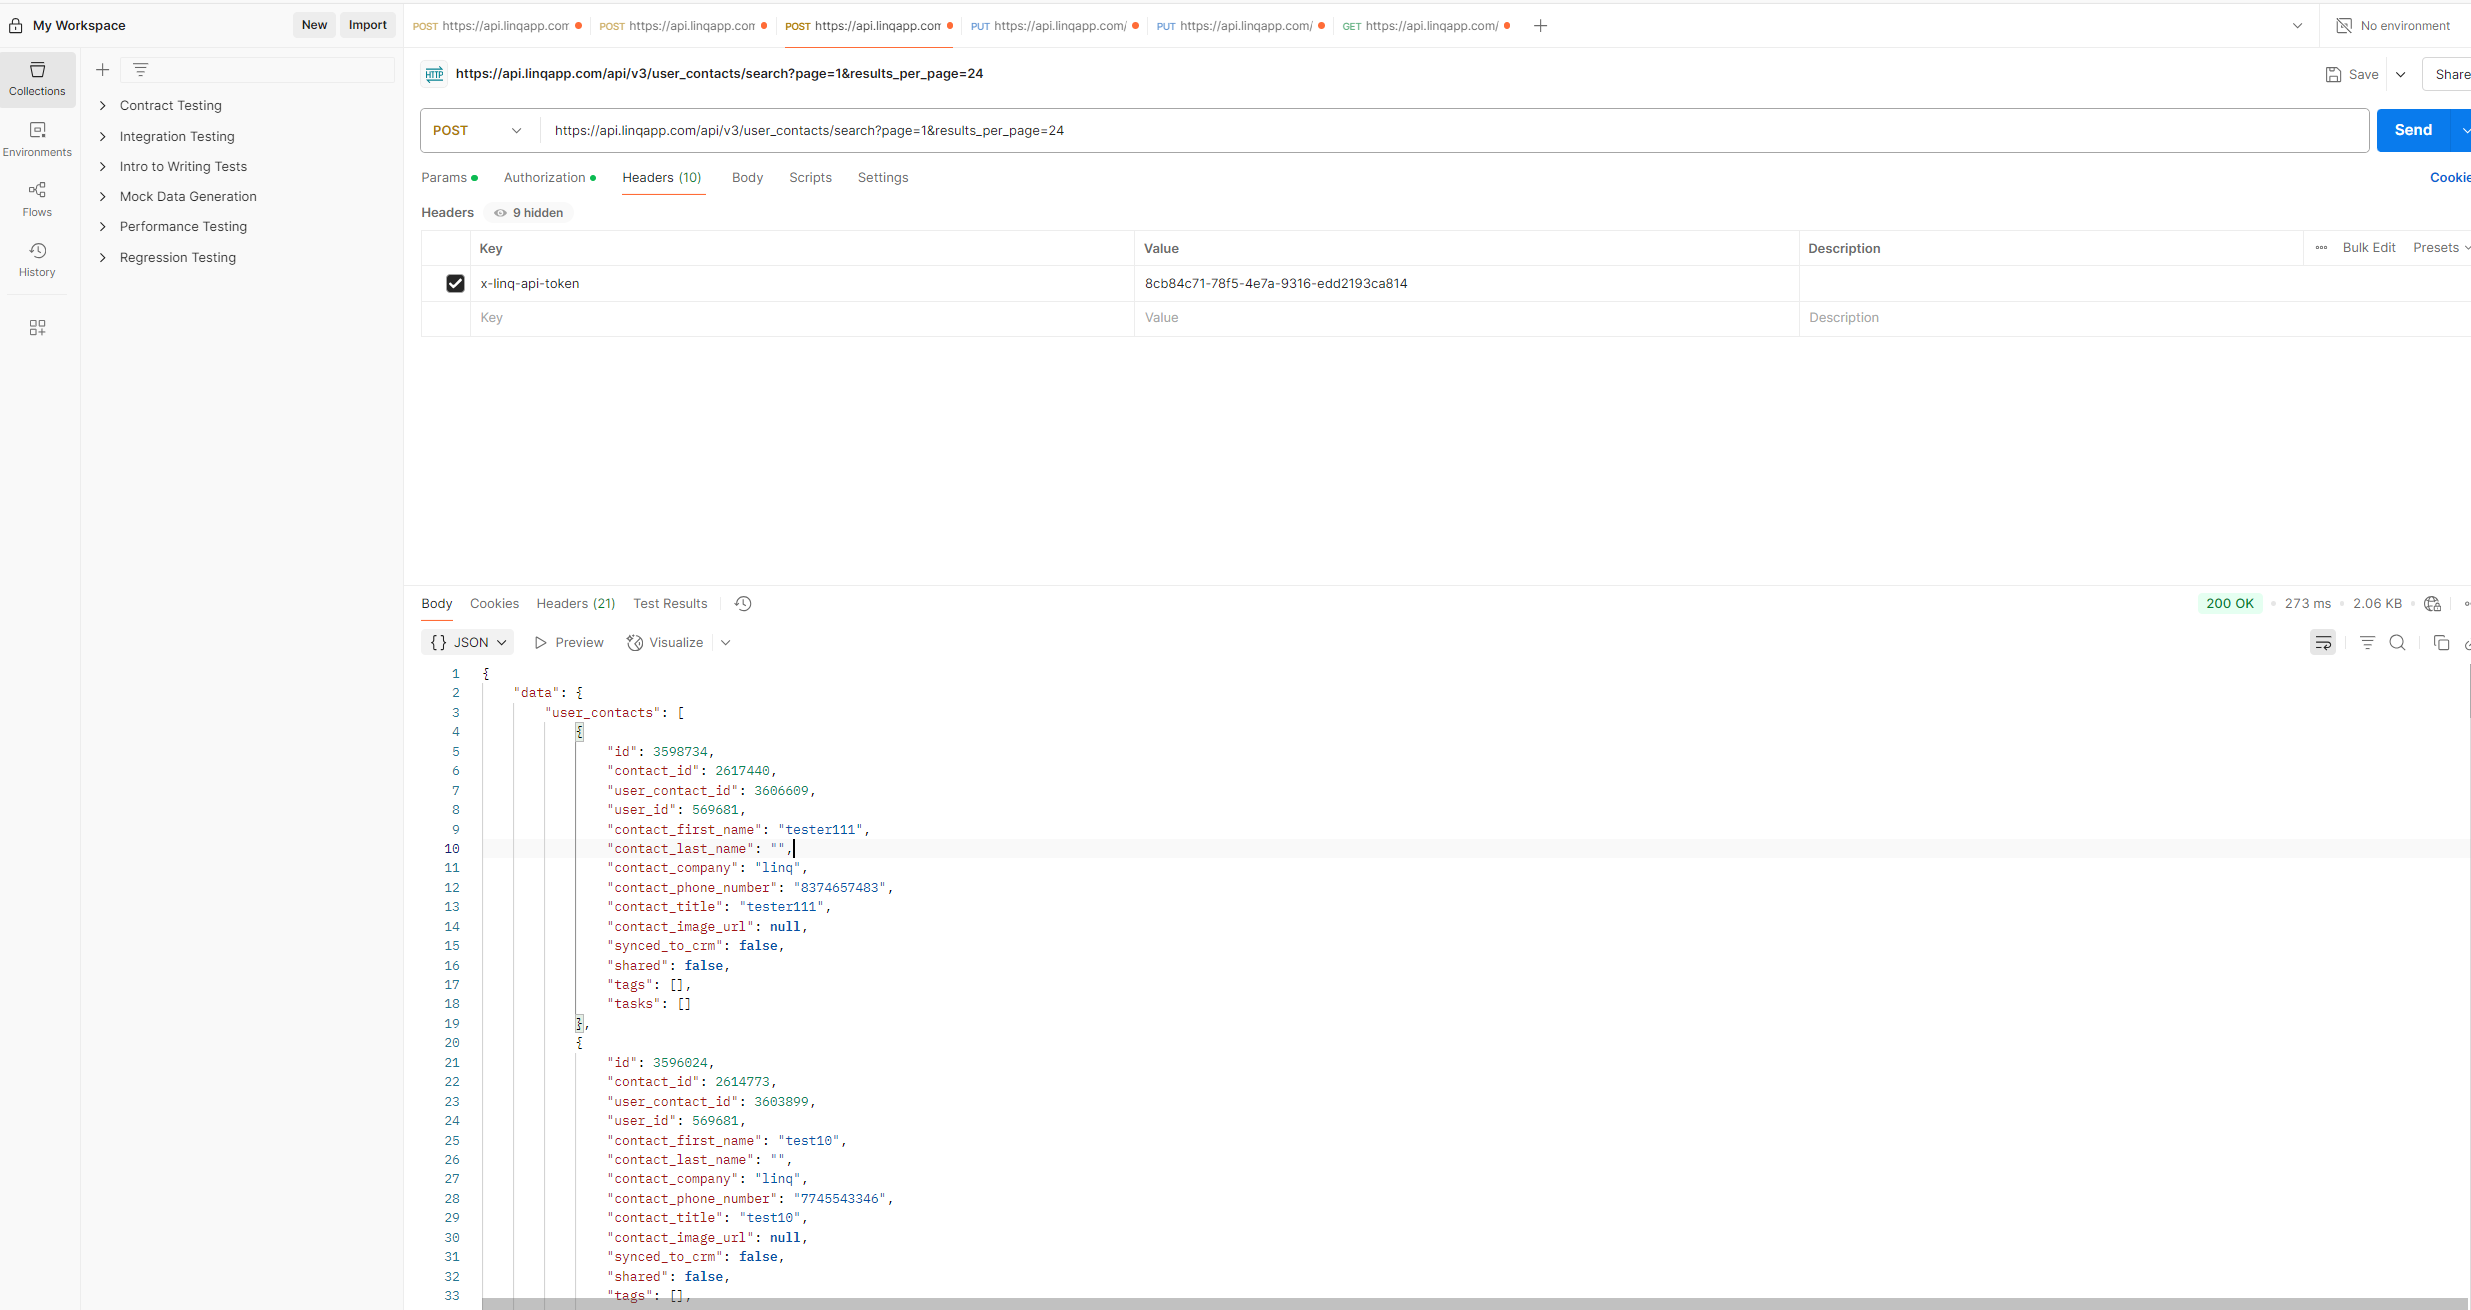 My Workspace
New
Import
POST https://api.linqapp.com
POST https://api.linqapp.com
POST https://api.linqapp.com
PUT https://api.linqapp.com/
PUT https://api.linqapp.com/
GET https://api.linqapp.com/
No environment
Collections
Environments
Flows
History
Contract Testing
Integration Testing
Intro to Writing Tests
Mock Data Generation
Performance Testing
Regression Testing
HTTP https://api.linqapp.com/api/v3/user_contacts/search?page=1&results_per_page=24
Save
Share
POST https://api.linqapp.com/api/v3/user_contacts/search?page=1&results_per_page=24
Send
Params Authorization Headers (10) Body Scripts Settings
Cookie
Headers 9 hidden
Key Value Description Bulk Edit Presets
x-linq-api-token 8cb84c71-78f5-4e7a-9316-edd2193ca814
Key Value Description
Body Cookies Headers (21) Test Results
200 OK 273 ms 2.06 KB
{} JSON Preview Visualize
1 {
2 "data": {
3 "user_contacts": [
4 {
5 "id": 3598734,
6 "contact_id": 2617440,
7 "user_contact_id": 3606609,
8 "user_id": 569681,
9 "contact_first_name": "tester111",
10 "contact_last_name": "",
11 "contact_company": "linq",
12 "contact_phone_number": "8374657483",
13 "contact_title": "tester111",
14 "contact_image_url": null,
15 "synced_to_crm": false,
16 "shared": false,
17 "tags": [],
18 "tasks": []
19 },
20 {
21 "id": 3596024,
22 "contact_id": 2614773,
23 "user_contact_id": 3603899,
24 "user_id": 569681,
25 "contact_first_name": "test10",
26 "contact_last_name": "",
27 "contact_company": "linq",
28 "contact_phone_number": "7745543346",
29 "contact_title": "test10",
30 "contact_image_url": null,
31 "synced_to_crm": false,
32 "shared": false,
33 "tags": [],